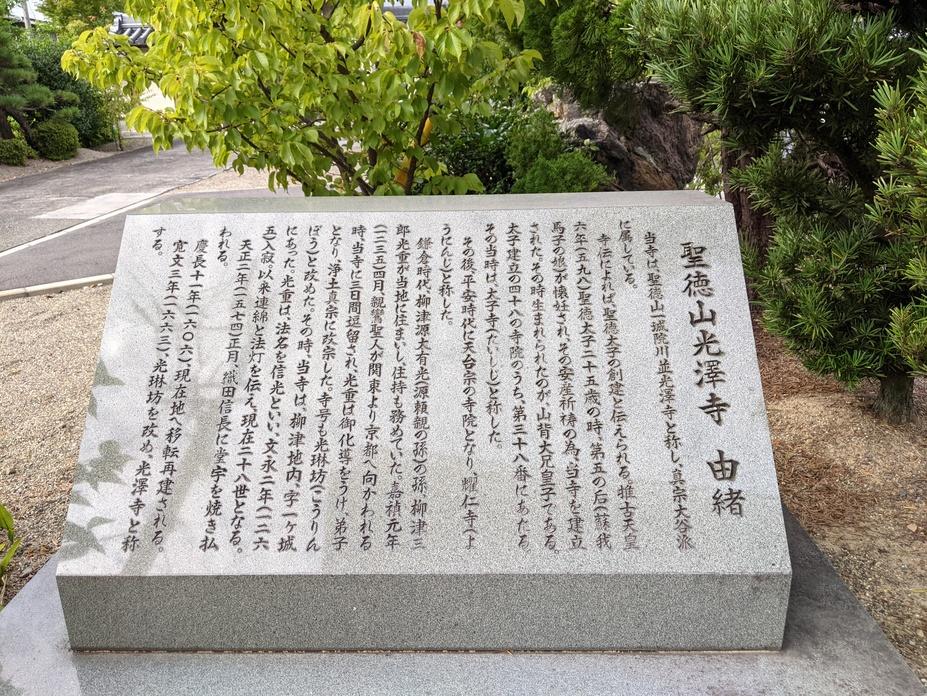 聖徳山光澤寺　由緒
当寺は、聖徳山一城院川並光澤寺と称し、真宗大谷派
に属している。
寺伝によれば、聖徳太子の創建と伝えられる。推古天皇
六年(五九八)聖徳太子二十五歳の時、第五の后(蘇我
馬子の娘)が懐妊され、その安産祈祷の為、当寺を建立
された。その時生まれられたのが、山背大兄皇子である。
太子建立の四十八の寺院のうち、第三十八番にあたる。
その当時は、太子寺(たいしじ)と称した。
その後、平安時代に天台宗の寺院となり、耀仁寺(よ
うにんじ)と称した。
鎌倉時代、柳津源太有光(源頼親の孫)の孫、柳津三
郎光重が当地に住まいし、住持も務めていた。嘉禎元年
(一二三五)四月、親鸞聖人が関東より京都へ向かわれる
時、当寺に三日間逗留され、光重は御化導をうけ、弟子
となり、浄土真宗に改宗した。寺号も光琳坊(こうりん
ぼう)と改めた。その時、当寺は、柳津地内、字一ヶ城
にあった。光重は、法名を信光といい、文永二年(一二六
五)入寂、以来連綿と法灯を伝え、現在二十八世となる。
天正二年(一五七四)正月、織田信長に堂宇を焼き払
われる。
慶長十一年(一六〇六)、現在地へ移転再建される。
寛文三年(一六六三)、光琳坊を改め、光澤寺と称
する。